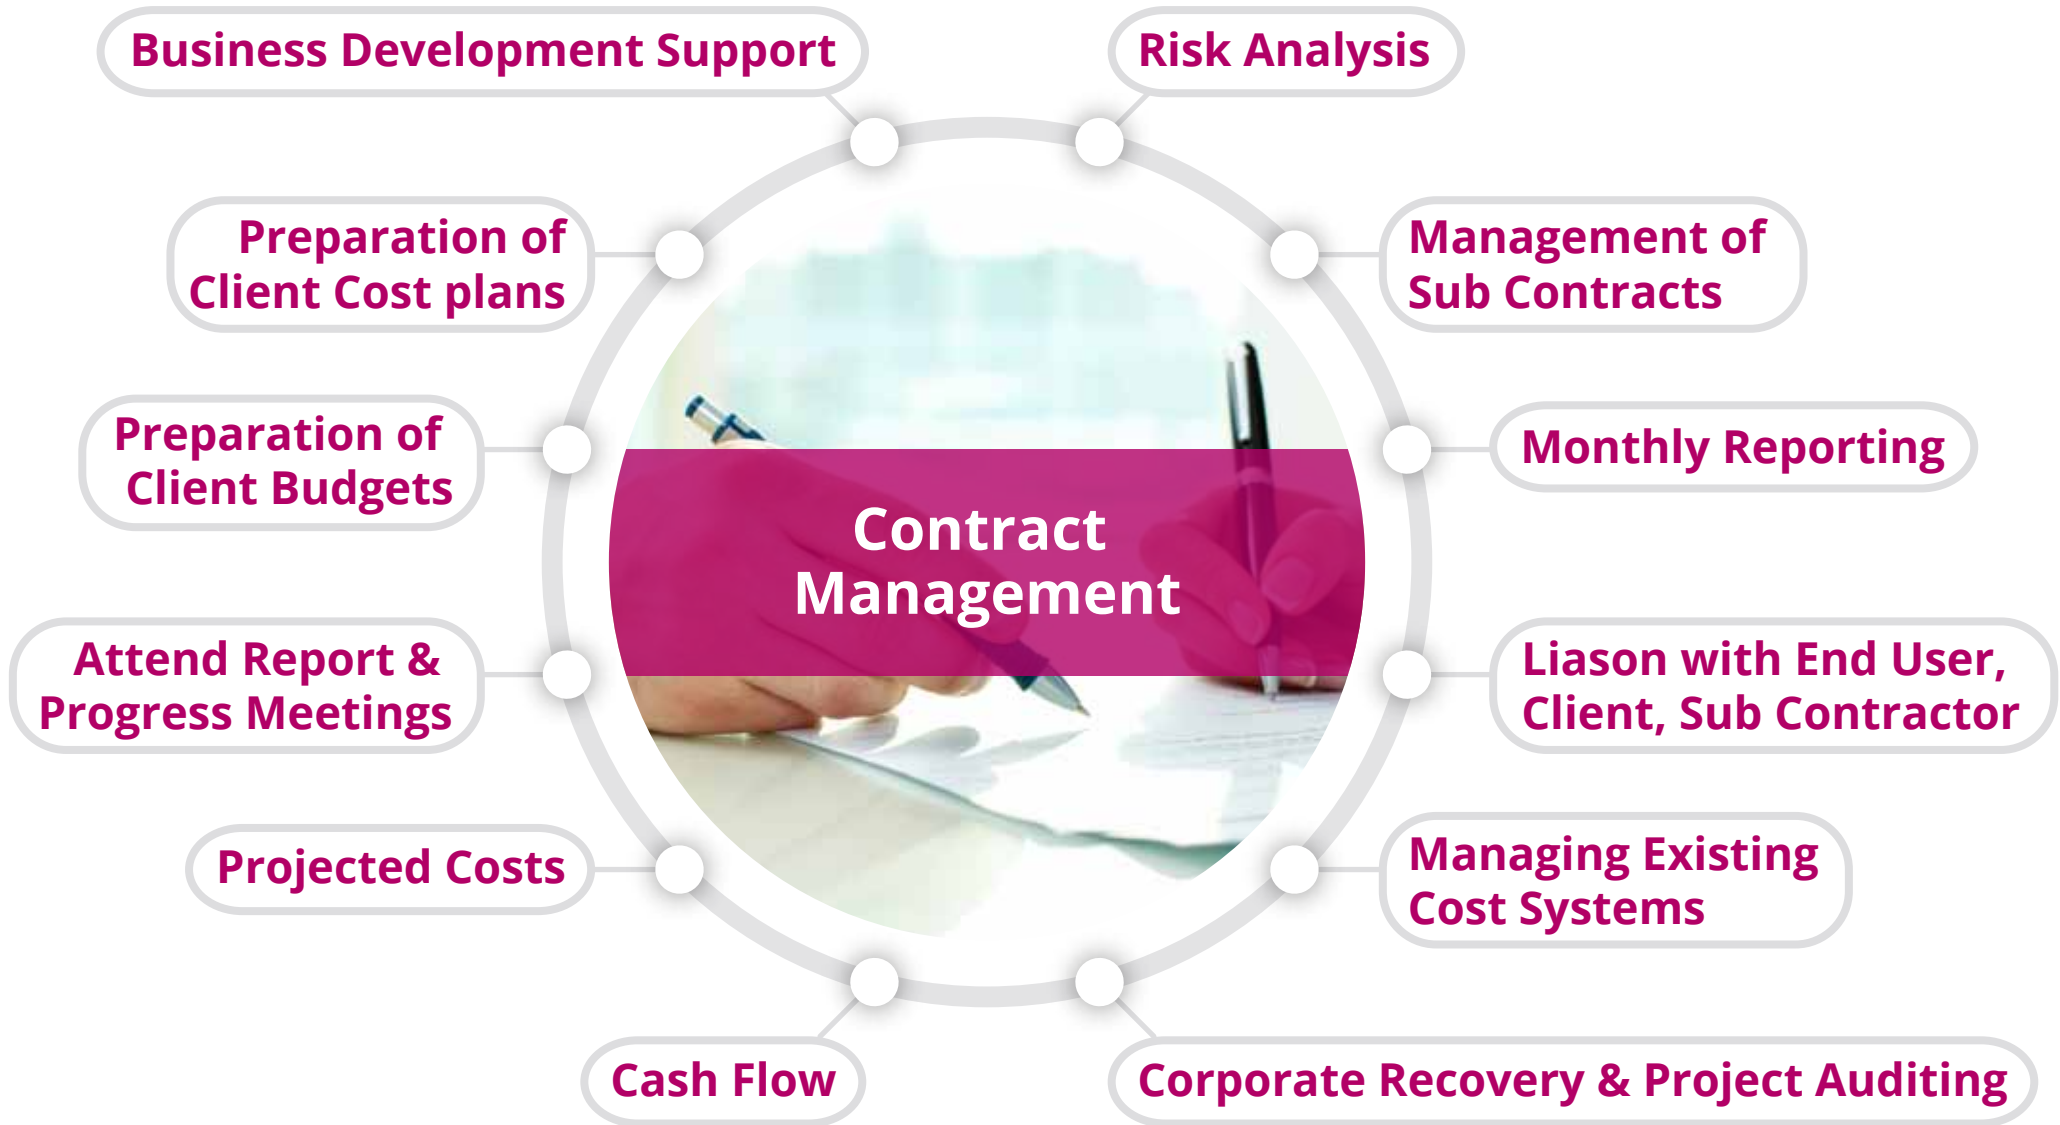 Business Development Support
Risk Analysis
Preparation of
Client Cost plans
Management of
Sub Contracts
Preparation of
Client Budgets
Monthly Reporting
Contract
Management
Attend Report &
Progress Meetings
Liason with End User,
Client, Sub Contractor
Projected Costs
Managing Existing
Cost Systems
Cash Flow
Corporate Recovery & Project Auditing